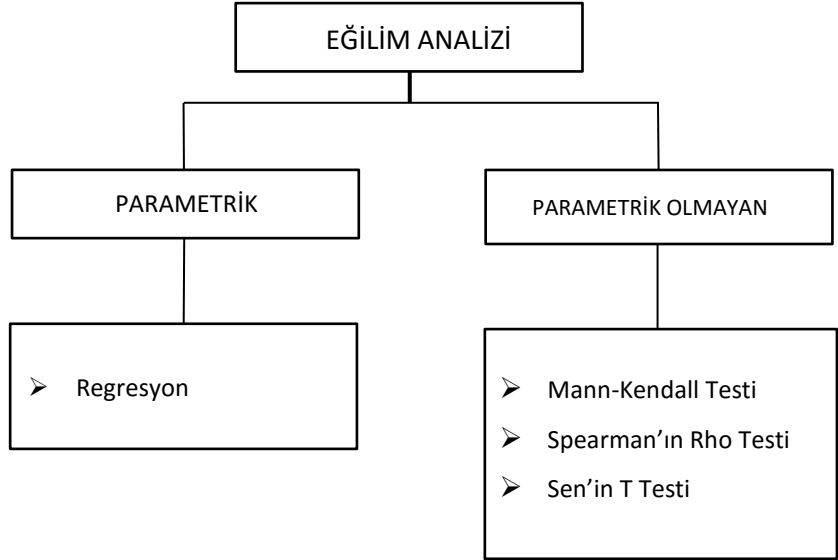 EĞİLİM ANALİZİ
PARAMETRİK
PARAMETRİK OLMAYAN
➢ Regresyon
➢ Mann-Kendall Testi
➢ Spearman’ın Rho Testi
➢ Sen’in T Testi